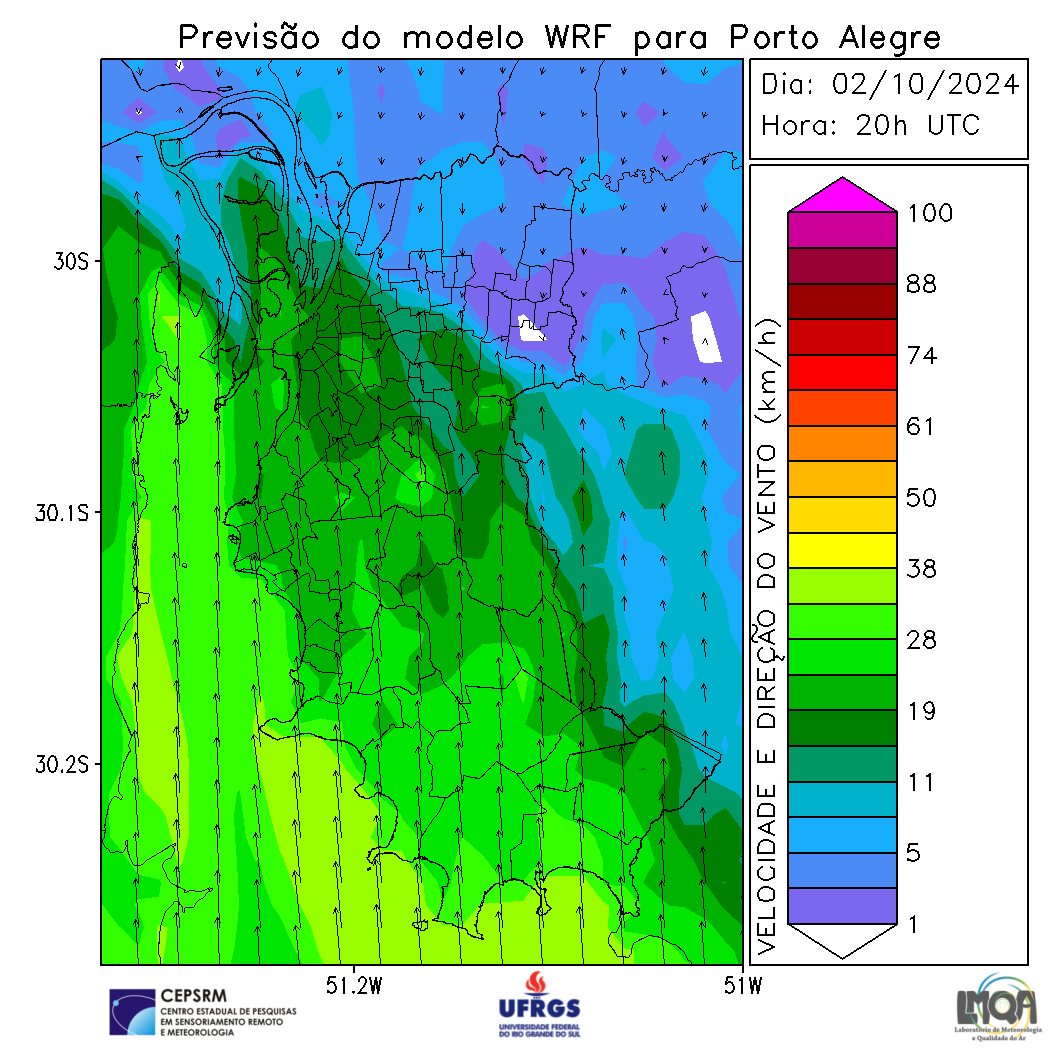 Previsão do modelo WRF para Porto Alegre
Dia: 02/10/2024
Hora: 20h UTC
30S
30.1S
30.2S
51.2W
51W
VELOCIDADE E DIREÇÃO DO VENTO (km/h)
100
88
74
61
50
38
28
19
11
5
1
CEPSRM
CENTRO ESTADUAL DE PESQUISAS
EM SENSORIAMENTO REMOTO
E METEOROLOGIA
UFRGS
UNIVERSIDADE FEDERAL
DO RIO GRANDE DO SUL
LMQA
Laboratório de Meteorologia
e Qualidade do Ar